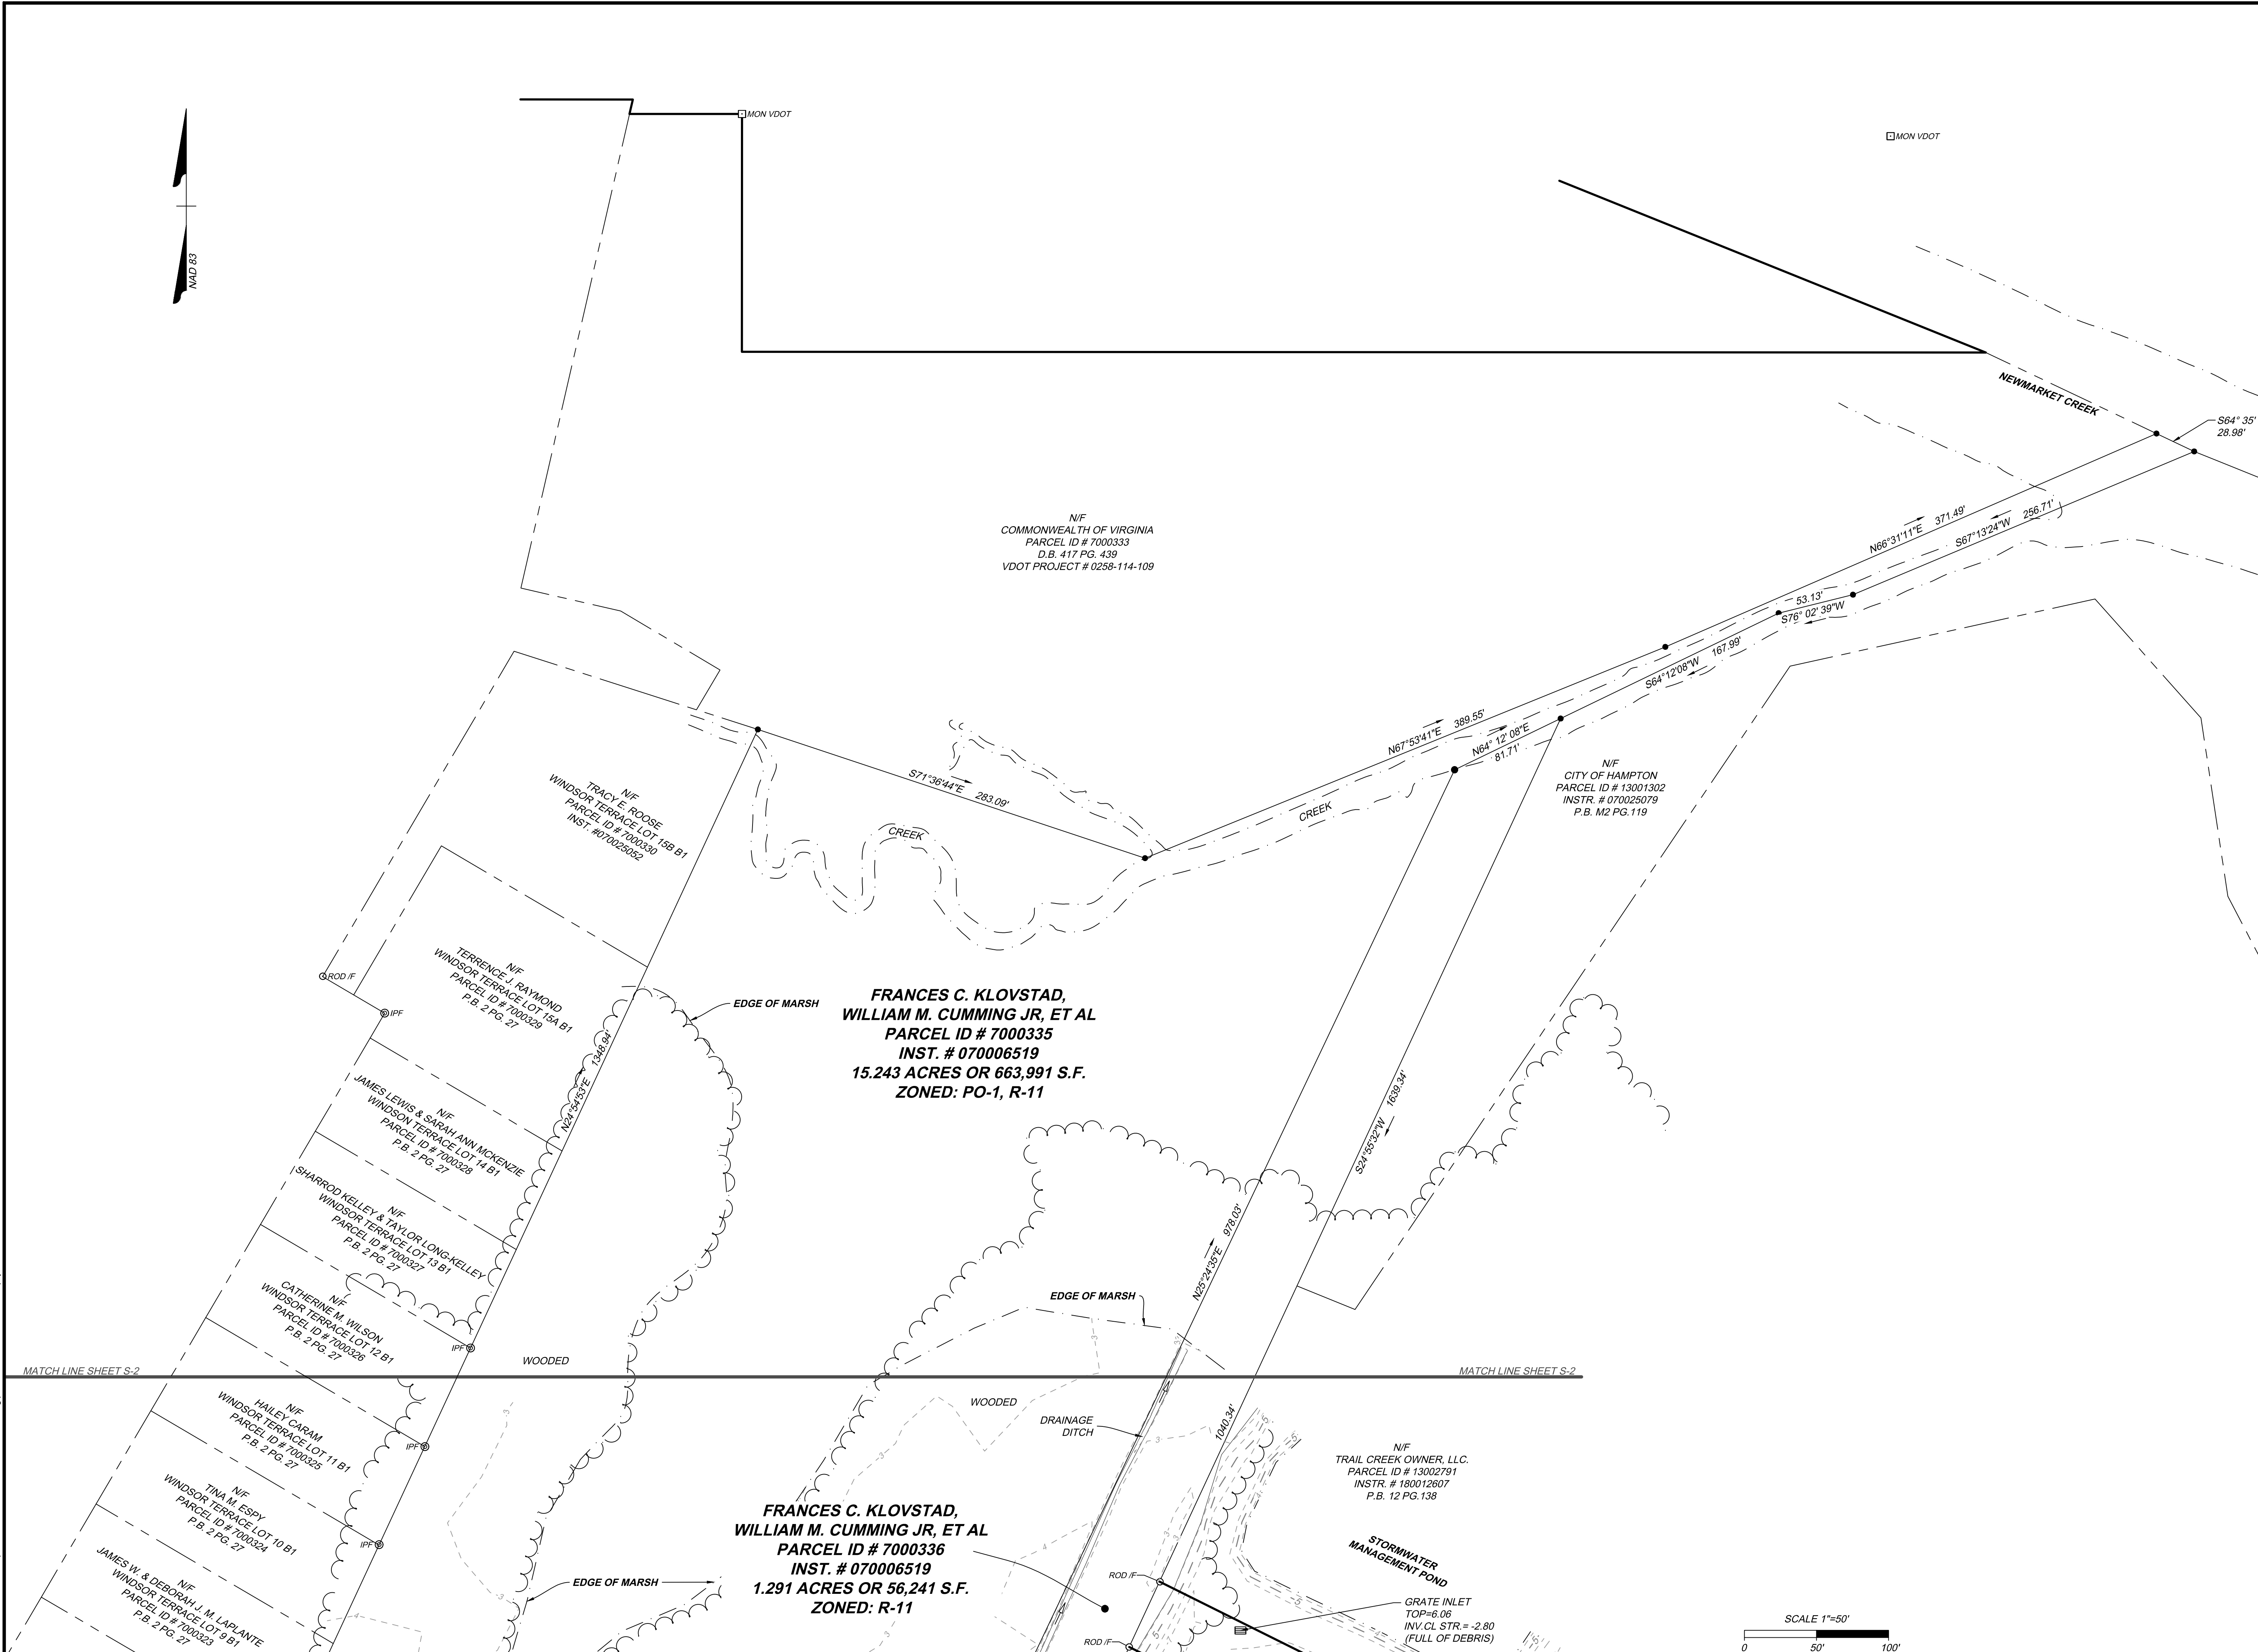 MON VDOT
MON VDOT
NAD 83
NEWMARKET CREEK
S64° 35'
28.98'
N/F
COMMONWEALTH OF VIRGINIA
PARCEL ID # 7000333
D.B. 417 PG. 439
VDOT PROJECT # 0258-114-109
N66°31'11"E 371.49'
S67°13'24"W 256.71'
53.13'
S76° 02' 39"W
S64°12'08"W 167.99'
N67°53'41"E 389.55'
N64° 12' 08"E
81.71'
S71°36'44"E 283.09'
CREEK
CREEK
N/F
CITY OF HAMPTON
PARCEL ID # 13001302
INSTR. # 070025079
P.B. M2 PG.119
N/F
TRACY E. ROOSE
WINDSOR TERRACE LOT 15B B1
PARCEL ID # 7000330
INST. #070025052
ROD /F
IPF
N/F
TERRENCE J. RAYMOND
WINDSOR TERRACE LOT 15A B1
PARCEL ID # 7000329
P.B. 2 PG. 27
EDGE OF MARSH
FRANCES C. KLOVSTAD,
WILLIAM M. CUMMING JR, ET AL
PARCEL ID # 7000335
INST. # 070006519
15.243 ACRES OR 663,991 S.F.
ZONED: PO-1, R-11
N24°54'53"E 1348.94'
S24°55'32"W 1639.34'
N/F
JAMES LEWIS & SARAH ANN MCKENZIE
WINDSON TERRACE LOT 14 B1
PARCEL ID # 7000328
P.B. 2 PG. 27
N/F
SHARROD KELLEY & TAYLOR LONG-KELLEY
WINDSOR TERRACE LOT 13 B1
PARCEL ID # 7000327
P.B. 2 PG. 27
N25°24'35"E 978.03'
N/F
CATHERINE M. WILSON
WINDSOR TERRACE LOT 12 B1
PARCEL ID # 7000326
P.B. 2 PG. 27
IPF
EDGE OF MARSH
WOODED
MATCH LINE SHEET S-2
MATCH LINE SHEET S-2
N/F
HAILEY CARAM
WINDSOR TERRACE LOT 11 B1
PARCEL ID # 7000325
P.B. 2 PG. 27
IPF
WOODED
DRAINAGE
DITCH
1040.34'
N/F
TRAIL CREEK OWNER, LLC.
PARCEL ID # 13002791
INSTR. # 180012607
P.B. 12 PG.138
N/F
TINA M. ESPY
WINDSOR TERRACE LOT 10 B1
PARCEL ID # 7000324
P.B. 2 PG. 27
IPF
FRANCES C. KLOVSTAD,
WILLIAM M. CUMMING JR, ET AL
PARCEL ID # 7000336
INST. # 070006519
1.291 ACRES OR 56,241 S.F.
ZONED: R-11
STORMWATER
MANAGEMENT POND
N/F
JAMES W. & DEBORAH J. M. LAPLANTE
WINDSOR TERRACE LOT 9 B1
PARCEL ID # 7000323
P.B. 2 PG. 27
EDGE OF MARSH
ROD /F
ROD /F
GRATE INLET
TOP=6.06
INV.CL STR.= -2.80
(FULL OF DEBRIS)
SCALE 1"=50'
0 50' 100'